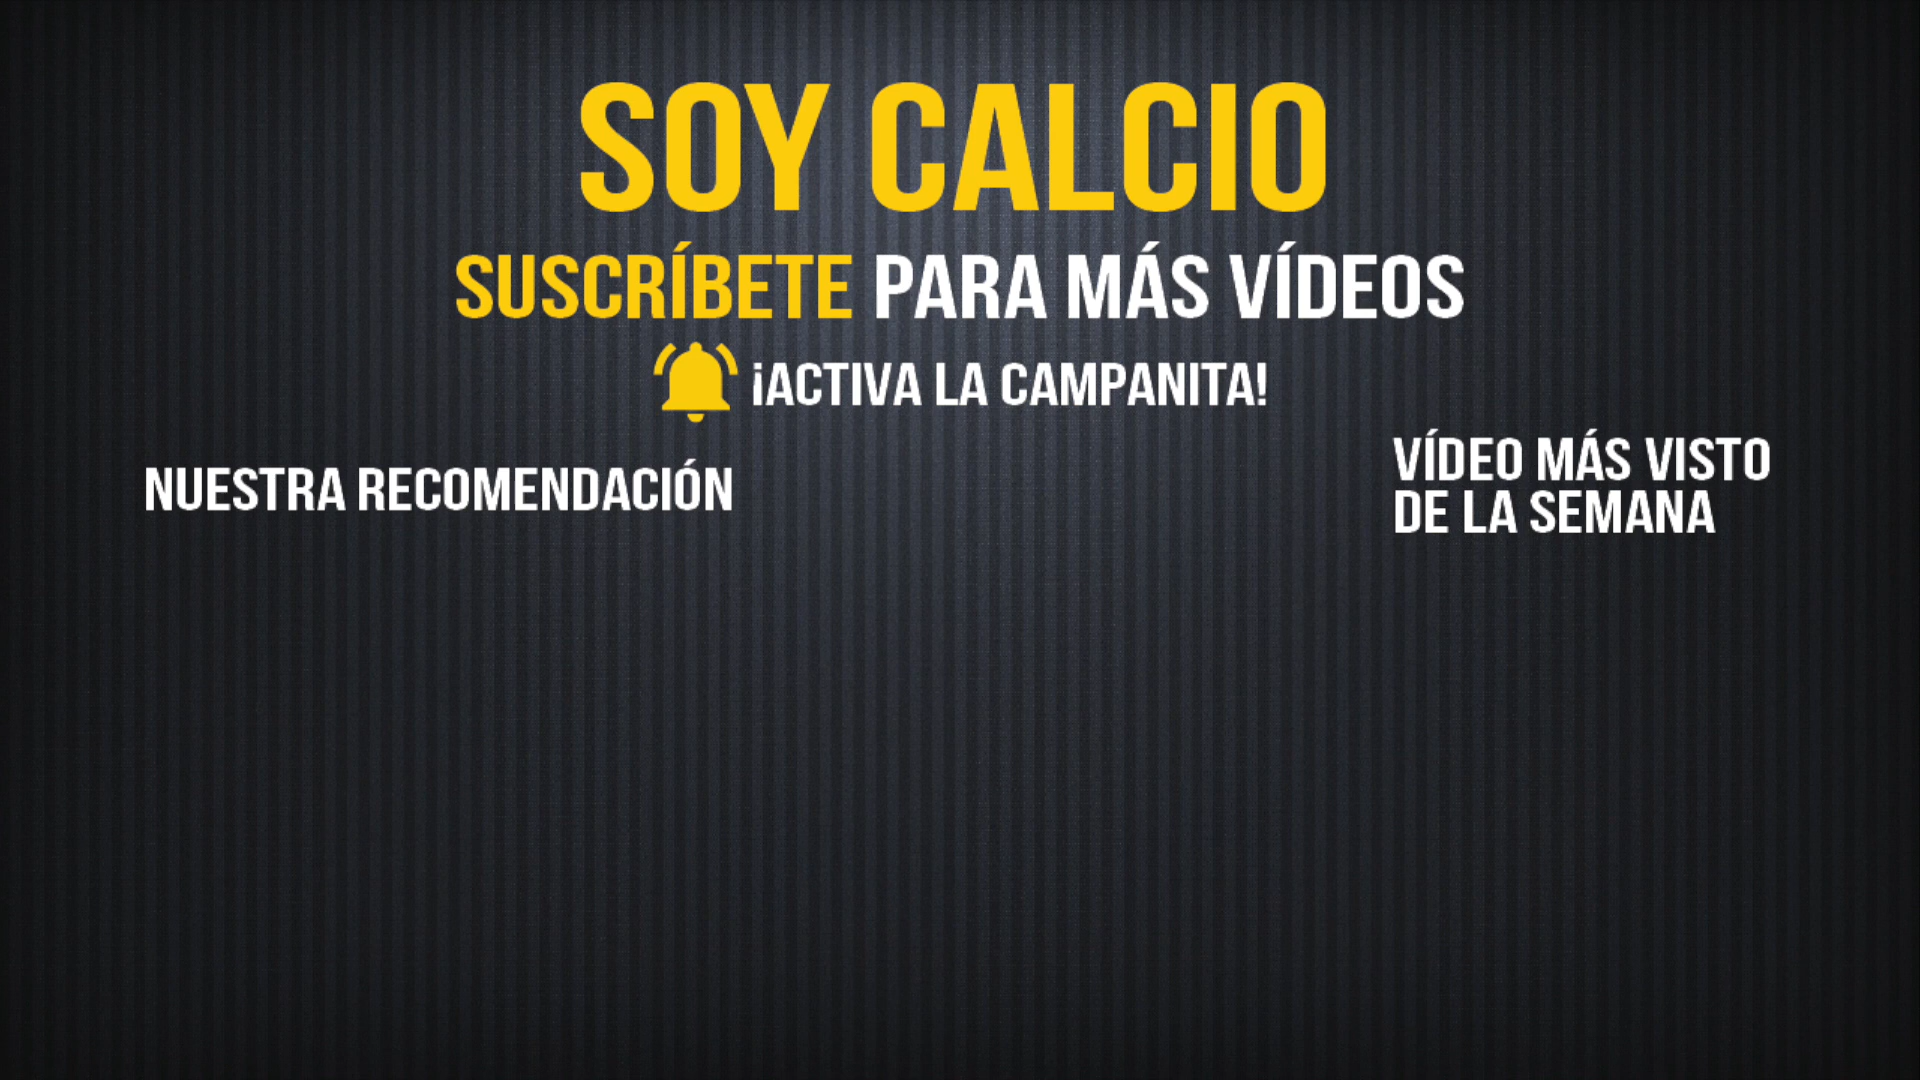 SOY CALCIO
SUSCRÍBETE PARA MÁS VÍDEOS
¡ACTIVA LA CAMPANITA!
NUESTRA RECOMENDACIÓN
VÍDEO MÁS VISTO
DE LA SEMANA